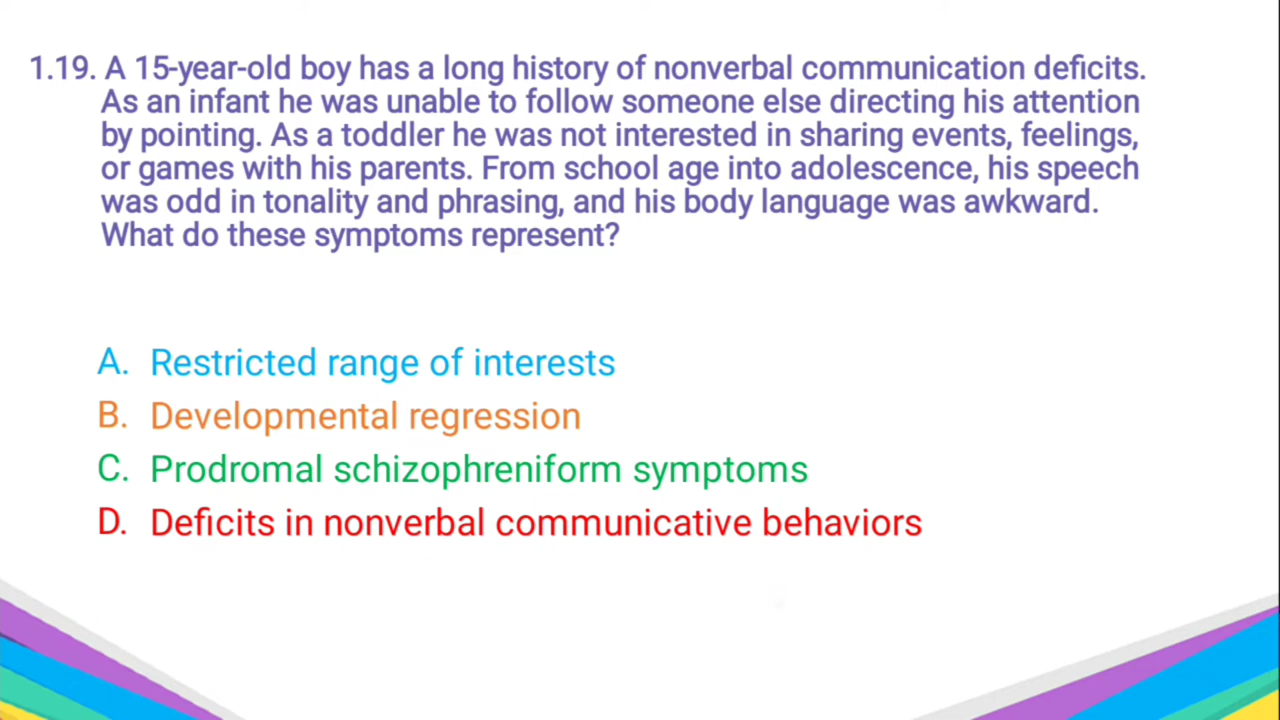 1.19. A 15-year-old boy has a long history of nonverbal communication deficits.
As an infant he was unable to follow someone else directing his attention
by pointing. As a toddler he was not interested in sharing events, feelings,
or games with his parents. From school age into adolescence, his speech
was odd in tonality and phrasing, and his body language was awkward.
What do these symptoms represent?
A. Restricted range of interests
B. Developmental regression
C. Prodromal schizophreniform symptoms
D. Deficits in nonverbal communicative behaviors